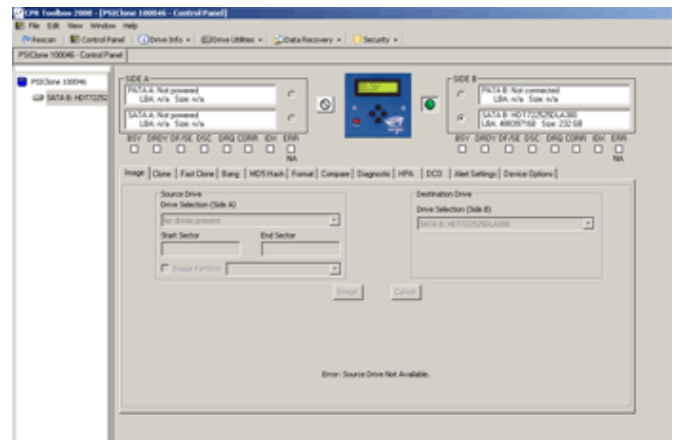 CPR Toolbox 2008 - [PSIClone 100046 - Control Panel]
File Edit View Window Help
Rescan Control Panel Drive Info Drive Utilities Data Recovery Security
PSIClone 100046 - Control Panel
PSIClone 100046
SATA B: HDT72252
SIDE A
PATA A: Not powered
LBA: n/a Size: n/a
SATA A: Not powered
LBA: n/a Size: n/a
BSY DRDY DF/SE DSC DRQ CORR IDX ERR
NA
SIDE B
PATA B: Not connected
LBA: n/a Size: n/a
SATA B: HDT722525DLA380
LBA: 488397168 Size: 232 GB
BSY DRDY DF/SE DSC DRQ CORR IDX ERR
NA
Image Clone Fast Clone Bang MD5 Hash Format Compare Diagnostic HPA DCO Alert Settings Device Options
Source Drive
Drive Selection (Side A)
No drives present
Start Sector End Sector
Image Partition
Destination Drive
Drive Selection (Side B)
SATA B: HDT722525DLA380
Image Cancel
Error: Source Drive Not Available.